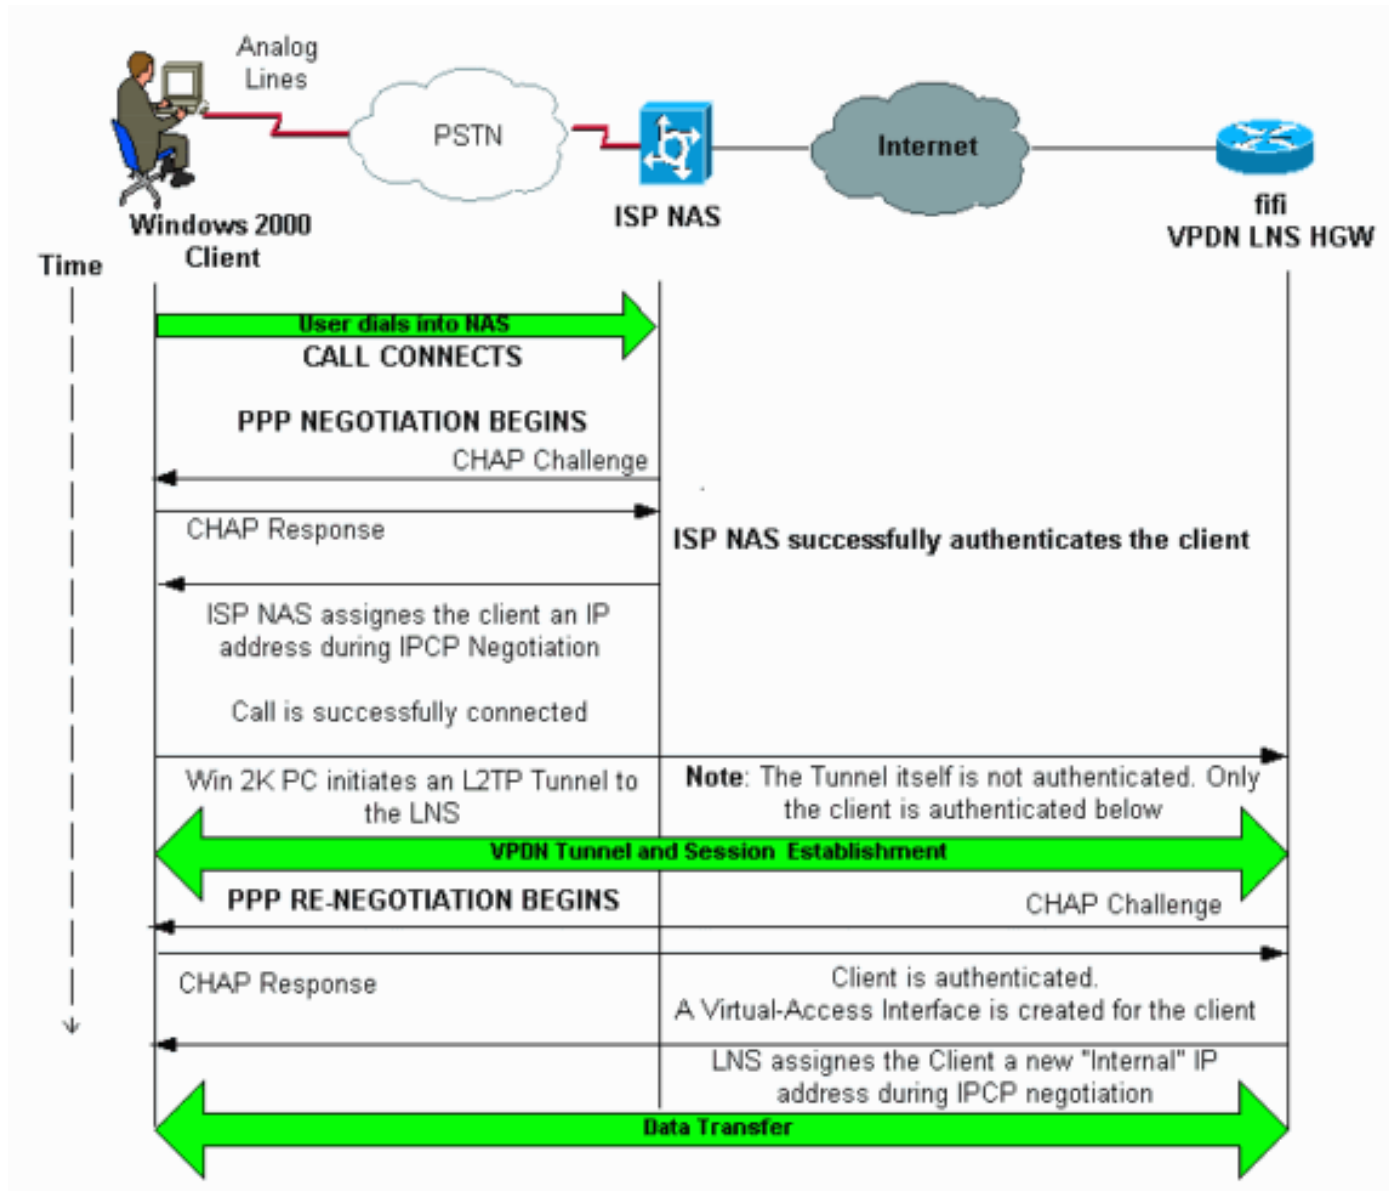 Analog
Lines
PSTN
Internet
ISP NAS
fifi
VPDN LNS HGW
Windows 2000
Client
Time
User dials into NAS
CALL CONNECTS
PPP NEGOTIATION BEGINS
CHAP Challenge
CHAP Response
ISP NAS successfully authenticates the client
ISP NAS assignes the client an IP
address during IPCP Negotiation
Call is successfully connected
Win 2K PC initiates an L2TP Tunnel to
the LNS
Note: The Tunnel itself is not authenticated. Only
the client is authenticated below
VPDN Tunnel and Session Establishment
PPP RE-NEGOTIATION BEGINS
CHAP Challenge
CHAP Response
Client is authenticated.
A Virtual-Access Interface is created for the client
LNS assignes the Client a new "Internal" IP
address during IPCP negotiation
Data Transfer